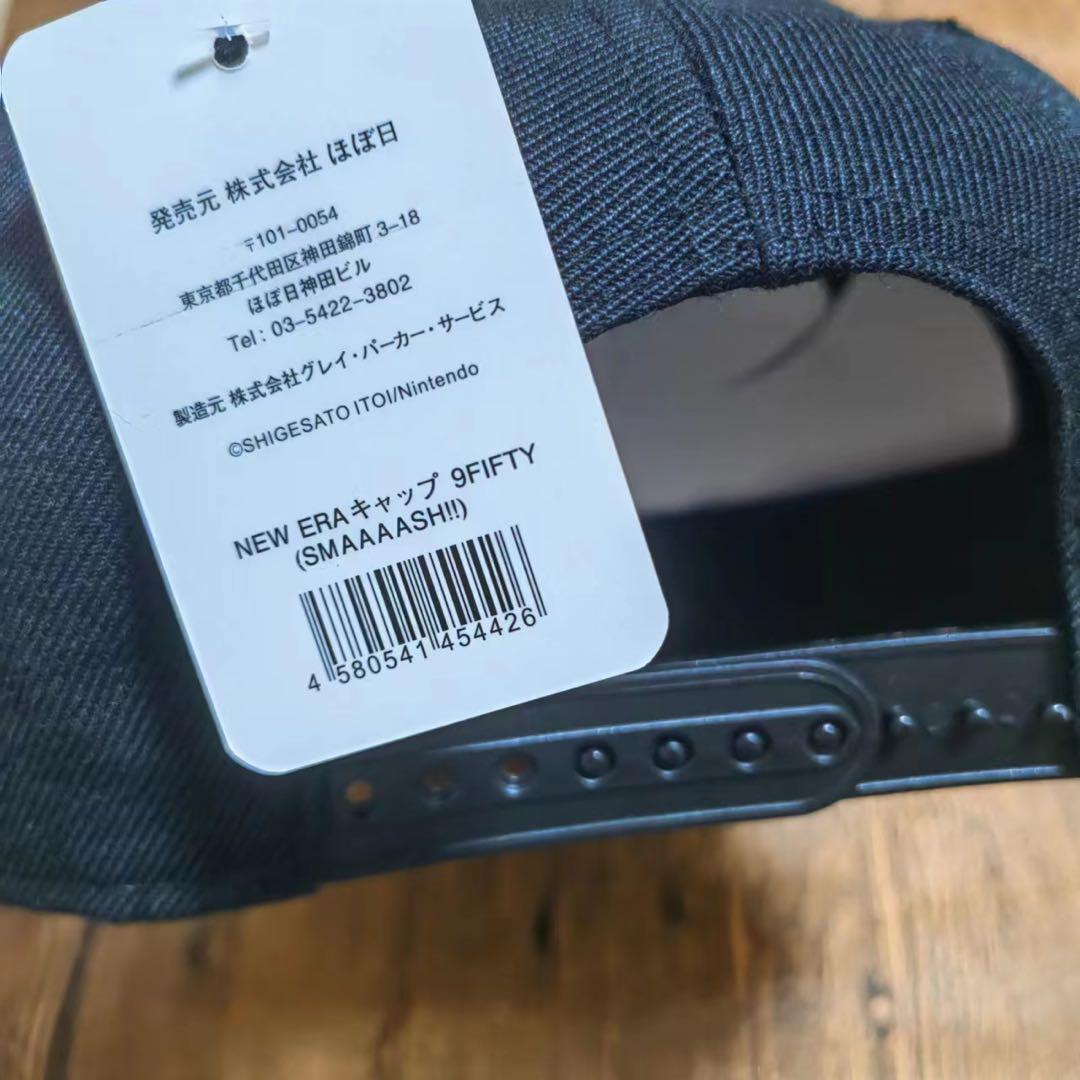 発売元 株式会社 ほぼ日
〒101-0054
東京都千代田区神田錦町 3-18
ほぼ日神田ビル
Tel : 03-5422-3802
製造元 株式会社グレイ・パーカー・サービス
©SHIGESATO ITOI/Nintendo
NEW ERAキャップ 9FIFTY
(SMAAAASH!!)
4 580541 454426